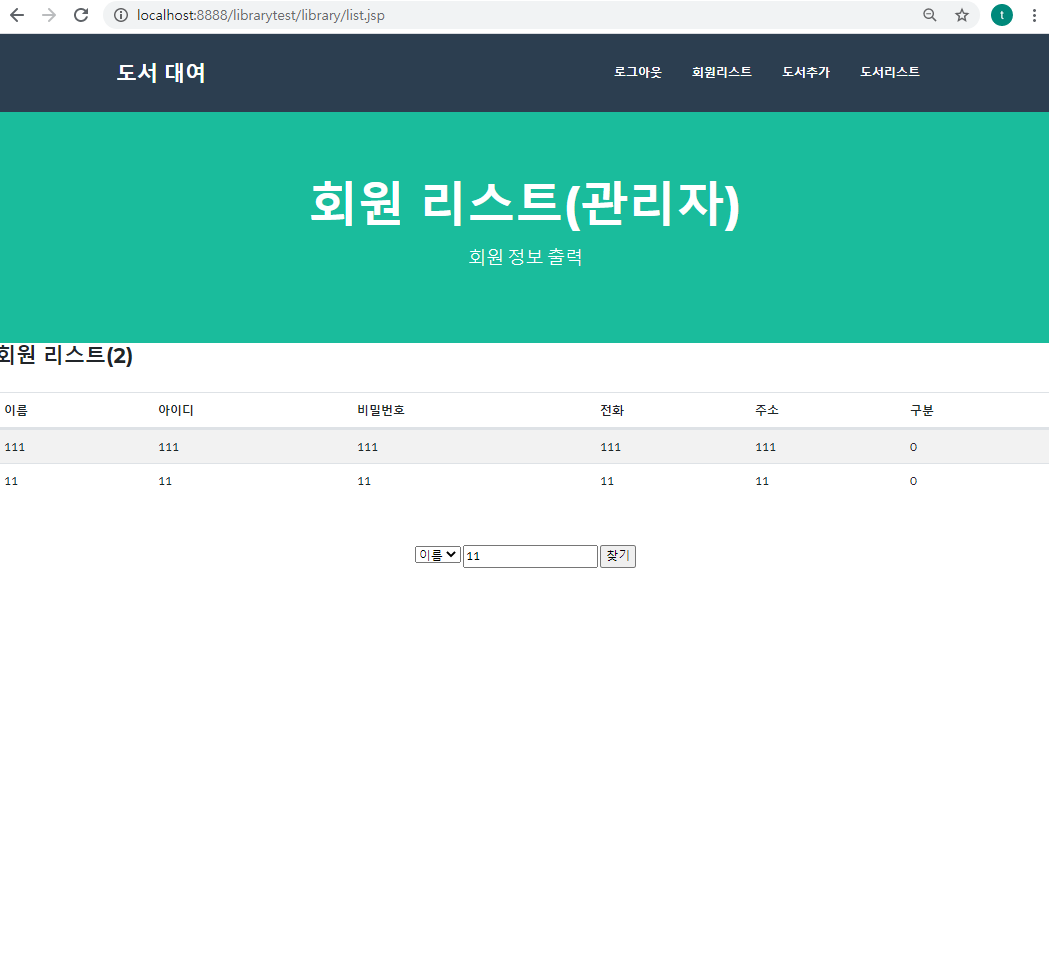 localhost:8888/librarytest/library/list.jsp
t
도서 대여 로그아웃 회원리스트 도서추가 도서리스트
회원 리스트(관리자)
회원 정보 출력
회원 리스트(2)
이름 아이디 비밀번호 전화 주소 구분
111 111 111 111 111 0
11 11 11 11 11 0
이름 11 찾기